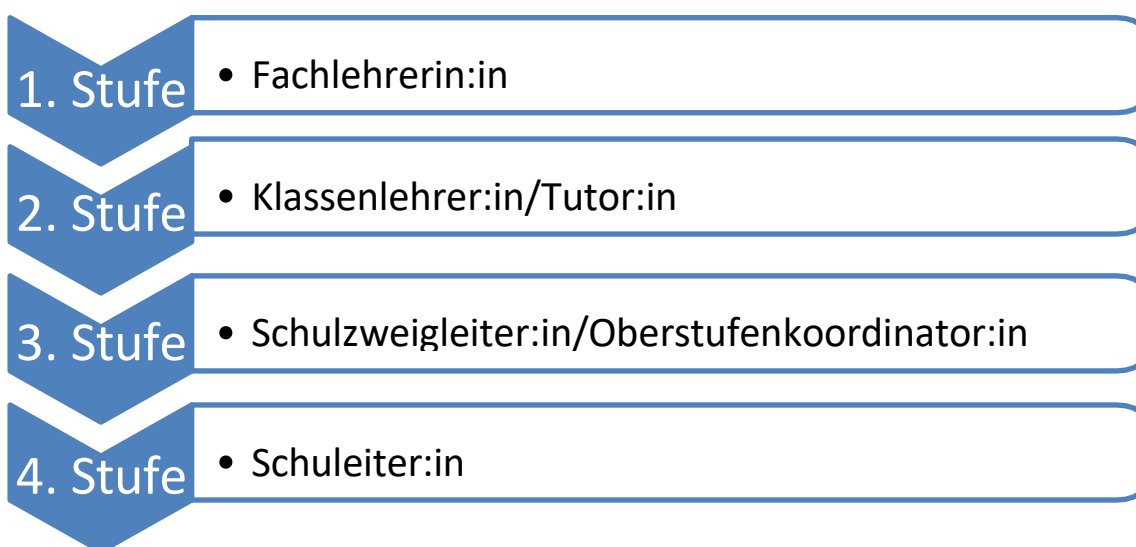 1. Stufe • Fachlehrerin:in
2. Stufe • Klassenlehrer:in/Tutor:in
3. Stufe • Schulzweigleiter:in/Oberstufenkoordinator:in
4. Stufe • Schuleiter:in